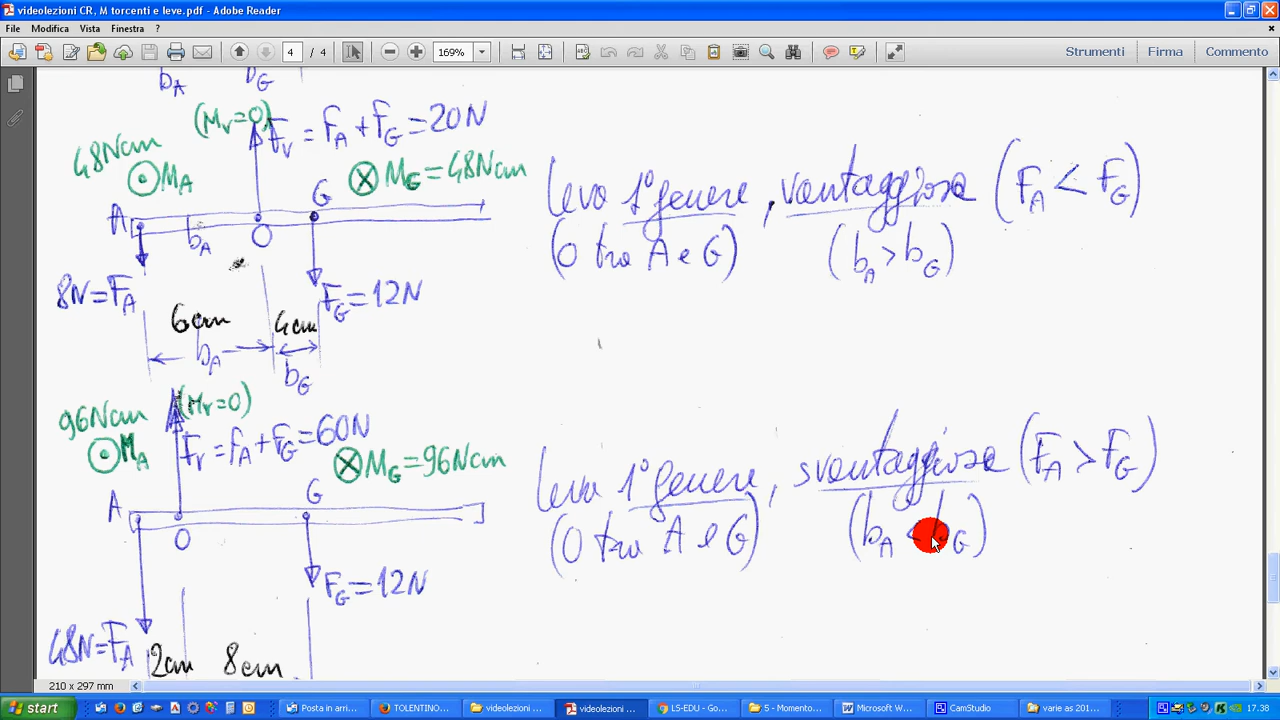 videolezioni CR, M torcenti e leve.pdf - Adobe Reader
File Modifica Vista Finestra ?
4 / 4 169% Strumenti Firma Commento
bA bG
(Mv=0)
Fv = FA + FG = 20N
48Ncm
MA
MG = 48Ncm
A G
bA O
8N=FA
FG=12N
6cm 4cm
bA bG
leva 1° genere, vantaggiosa (FA < FG)
(O tra A e G) (bA > bG)
96Ncm
(Mv=0)
MA
Fv = FA + FG = 60N
MG = 96Ncm
A G
O
FG = 12N
48N=FA
2cm 8cm
leva 1° genere, svantaggiosa (FA > FG)
(O tra A e G) (bA < bG)
210 x 297 mm
start Posta in arri... TOLENTINO... videolezioni ... videolezioni ... LS-EDU - Go... 5 - Momento... Microsoft W... CamStudio varie as 201... 17.38